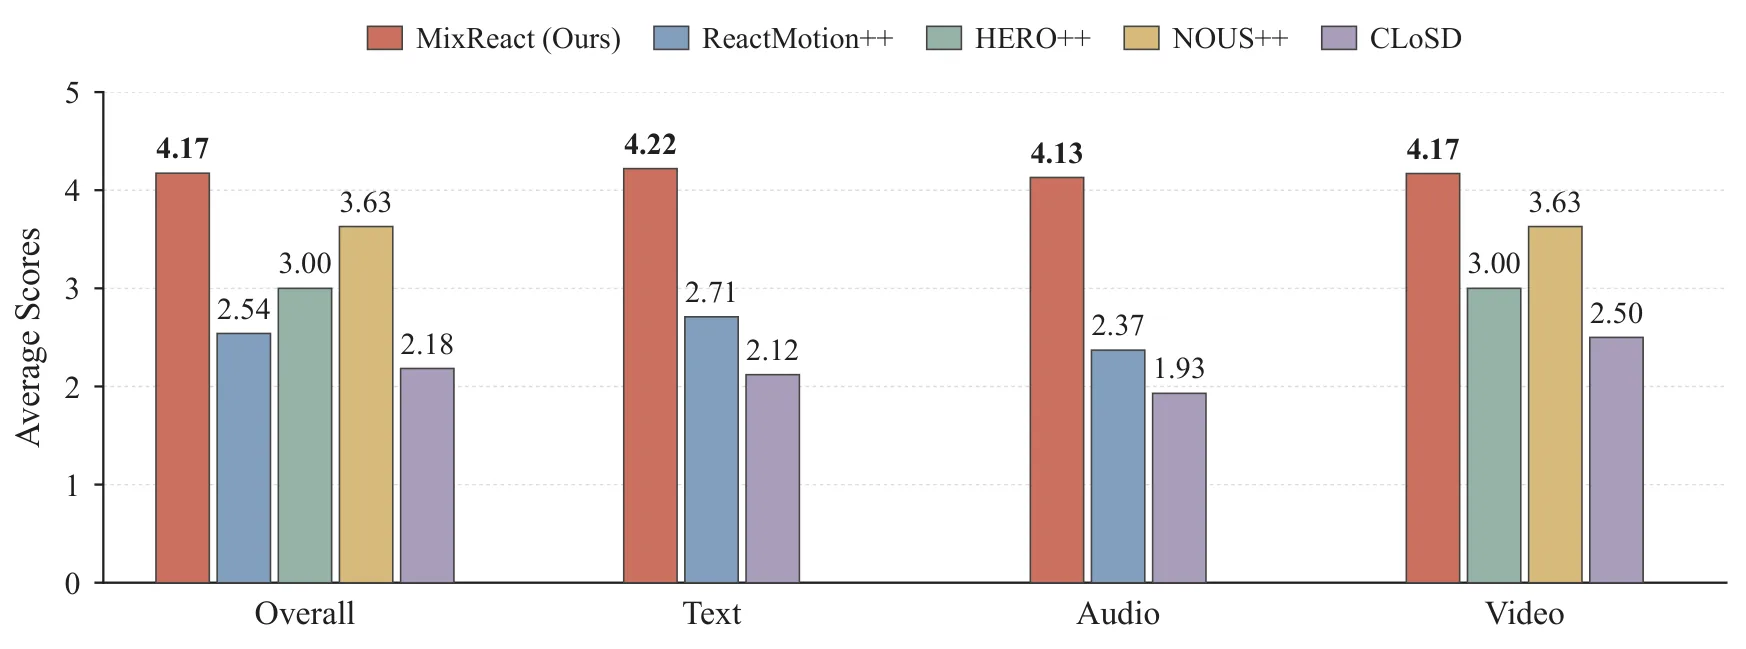 MixReact (Ours) ReactMotion++ HERO++ NOUS++ CLoSD
Average Scores
5
4
3
2
1
0
4.17 2.54 3.00 3.63 2.18
4.22 2.71 2.12
4.13 2.37 1.93
4.17 3.00 3.63 2.50
Overall Text Audio Video